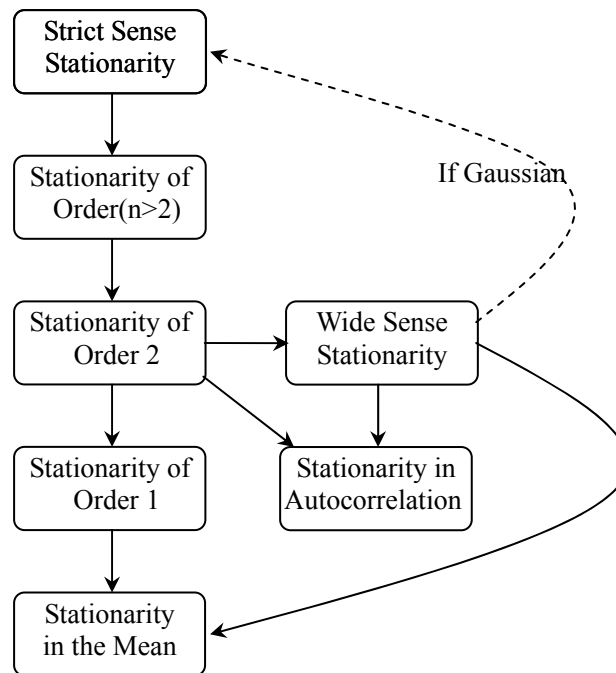 Strict Sense
Stationarity
Stationarity of
Order(n>2)
If Gaussian
Stationarity of
Order 2
Wide Sense
Stationarity
Stationarity of
Order 1
Stationarity in
Autocorrelation
Stationarity
in the Mean